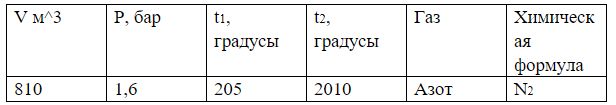 V м^3
P, бар
t1,
градусы
t2,
градусы
Газ
Химическ
ая
формула
810
1,6
205
2010
Азот
N2